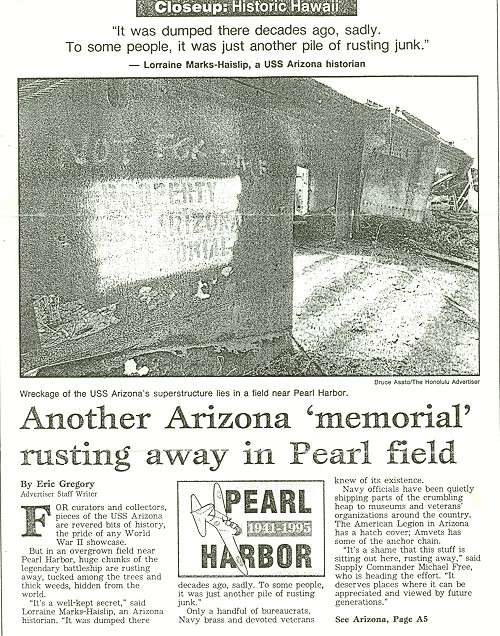 Closeup: Historic Hawaii
“It was dumped there decades ago, sadly.
To some people, it was just another pile of rusting junk.”
— Lorraine Marks-Haislip, a USS Arizona historian
NOT FOR
PROPERTY
ARIZONA
Bruce Asato/The Honolulu Advertiser
Wreckage of the USS Arizona's superstructure lies in a field near Pearl Harbor.
Another Arizona ‘memorial’
rusting away in Pearl field
By Eric Gregory
Advertiser Staff Writer
FOR curators and collectors,
pieces of the USS Arizona
are revered bits of history,
the pride of any World
War II showcase.
But in an overgrown field near
Pearl Harbor, huge chunks of the
legendary battleship are rusting
away, tucked among the trees and
thick weeds, hidden from the
world.
“It's a well-kept secret,” said
Lorraine Marks-Haislip, an Arizona
historian. “It was dumped there
PEARL
1941-1995
HARBOR
decades ago, sadly. To some people,
it was just another pile of rusting
junk.”
Only a handful of bureaucrats,
Navy brass and devoted veterans
knew of its existence.
Navy officials have been quietly
shipping parts of the crumbling
heap to museums and veterans'
organizations around the country.
The American Legion in Arizona
has a hatch cover; Amvets has
some of the anchor chain.
“It's a shame that this stuff is
sitting out here, rusting away,” said
Supply Commander Michael Free,
who is heading the effort. “It
deserves places where it can be
appreciated and viewed by future
generations.”
See Arizona, Page A5